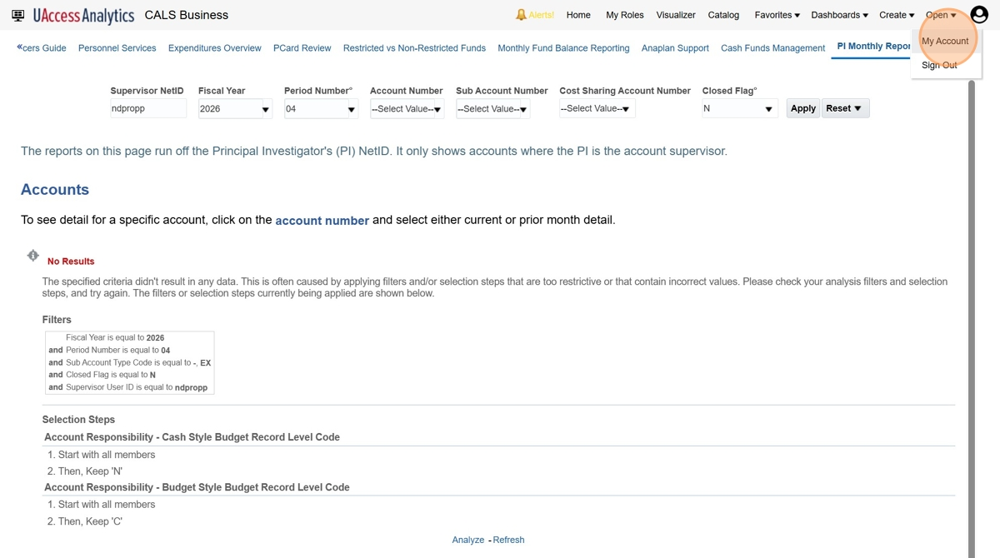 UAccess Analytics CALS Business Alerts! Home My Roles Visualizer Catalog Favorites Dashboards Create Open
My Account
Sign Out
«cers Guide Personnel Services Expenditures Overview PCard Review Restricted vs Non-Restricted Funds Monthly Fund Balance Reporting Anaplan Support Cash Funds Management PI Monthly Repor
Supervisor NetID Fiscal Year Period Number° Account Number Sub Account Number Cost Sharing Account Number Closed Flag°
ndpropp 2026 04 --Select Value-- --Select Value-- --Select Value-- N Apply Reset
The reports on this page run off the Principal Investigator's (PI) NetID. It only shows accounts where the PI is the account supervisor.
Accounts
To see detail for a specific account, click on the account number and select either current or prior month detail.
No Results
The specified criteria didn't result in any data. This is often caused by applying filters and/or selection steps that are too restrictive or that contain incorrect values. Please check your analysis filters and selection
steps, and try again. The filters or selection steps currently being applied are shown below.
Filters
Fiscal Year is equal to 2026
and Period Number is equal to 04
and Sub Account Type Code is equal to -, EX
and Closed Flag is equal to N
and Supervisor User ID is equal to ndpropp
Selection Steps
Account Responsibility - Cash Style Budget Record Level Code
1. Start with all members
2. Then, Keep 'N'
Account Responsibility - Budget Style Budget Record Level Code
1. Start with all members
2. Then, Keep 'C'
Analyze - Refresh